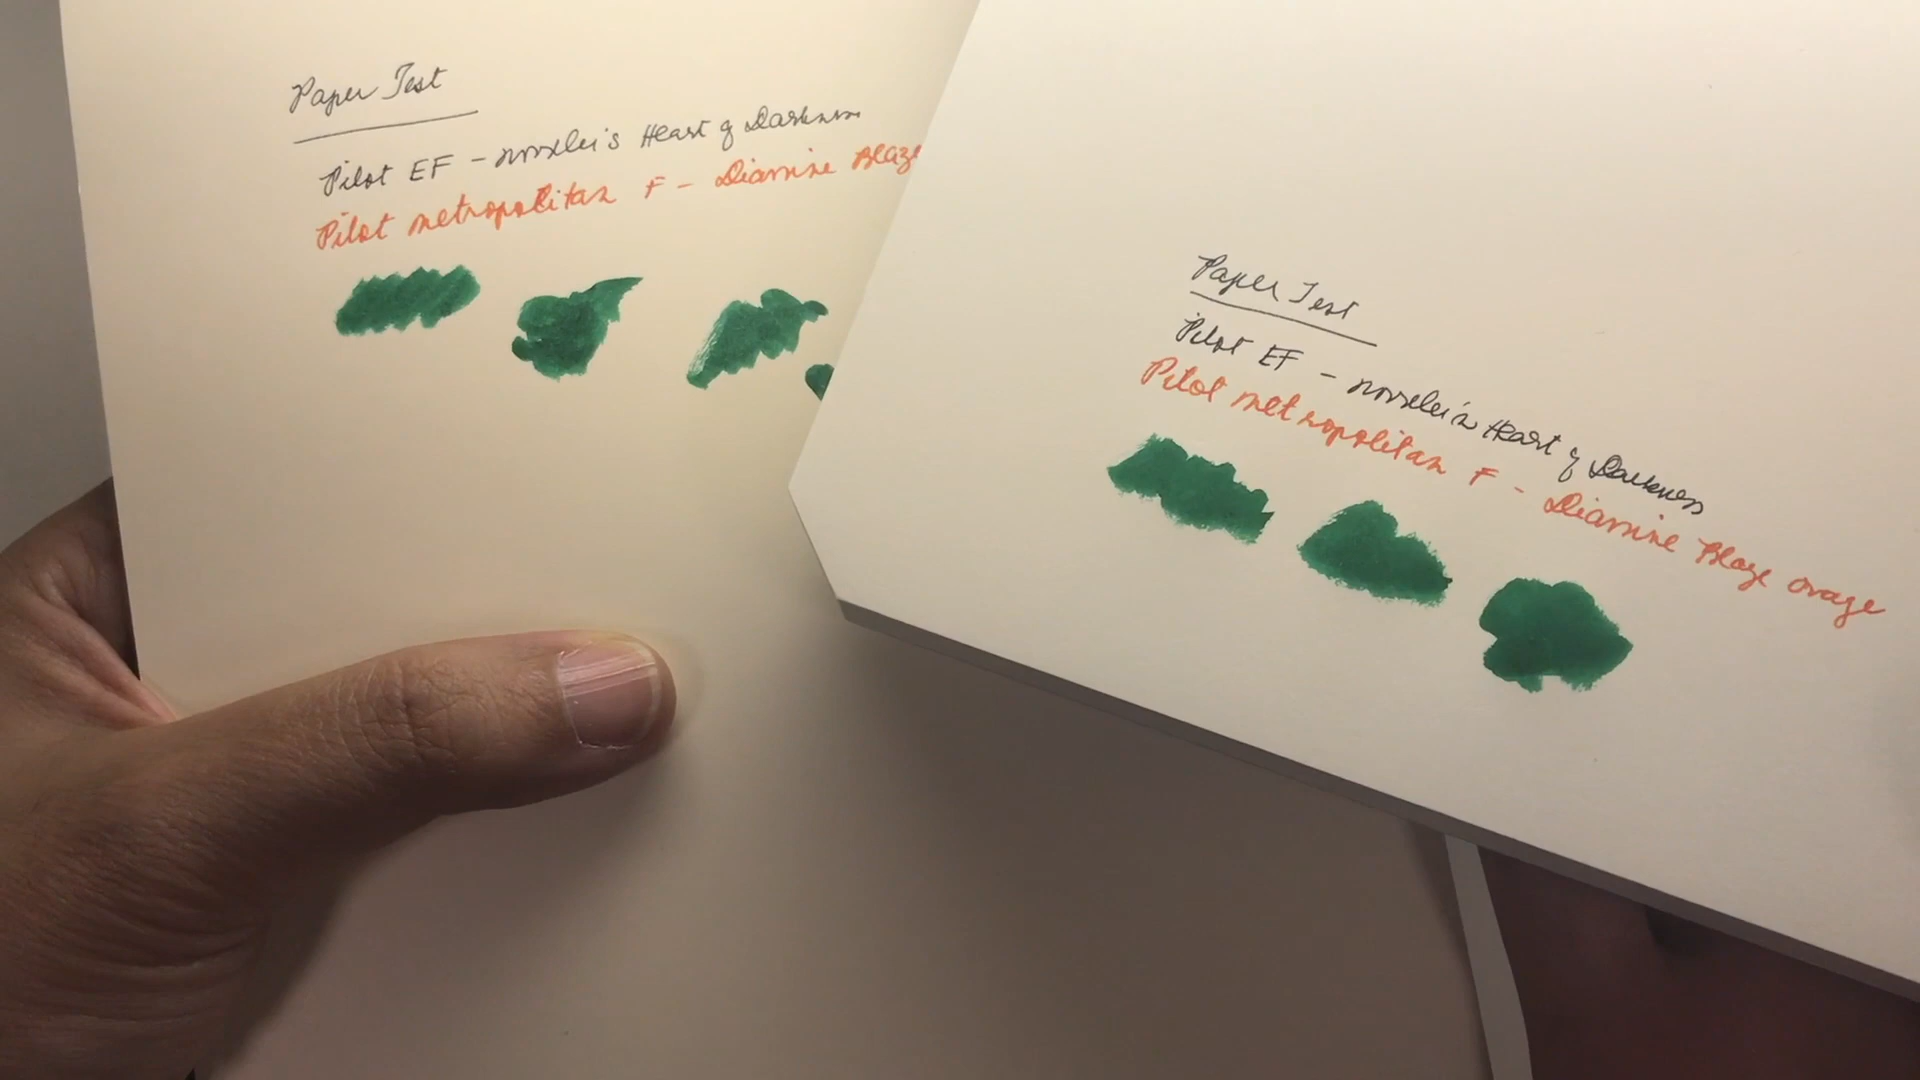 Paper Test
Pilot EF - noodler's Heart of Darkness
Pilot metropolitan F - Diamine Blaze
Paper Test
Pilot EF - noodler's Heart of Darkness
Pilot metropolitan F - Diamine Blaze orage